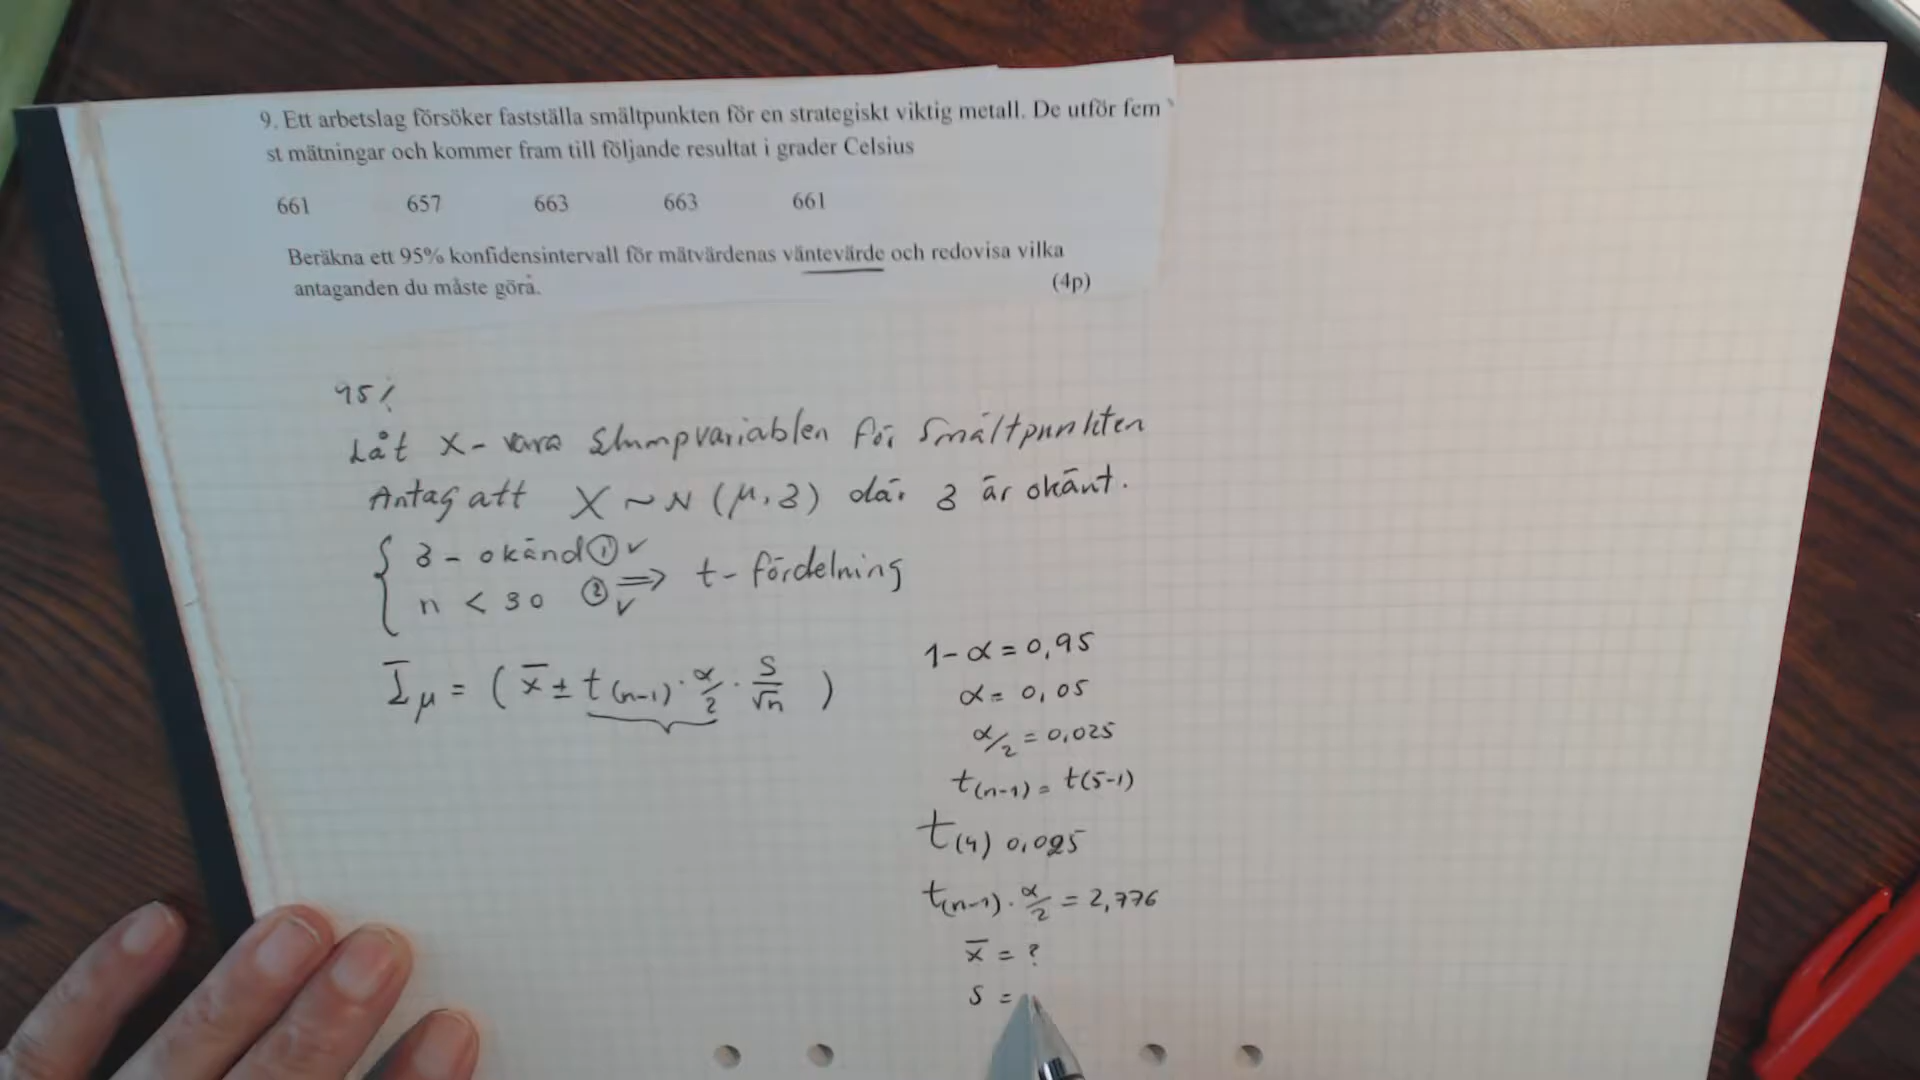 9. Ett arbetslag försöker fastställa smältpunkten för en strategiskt viktig metall. De utför fem
st mätningar och kommer fram till följande resultat i grader Celsius
661 657 663 663 661
Beräkna ett 95% konfidensintervall för mätvärdenas väntevärde och redovisa vilka
antaganden du måste göra. (4p)
95%
Låt X - vara slumpvariablen för smältpunkten
Antag att X ~ N (μ, σ) där σ är okänt.
σ - okänd ① ✓
n < 30 ② ✓ ⇒ t - fördelning
I_μ = ( x̄ ± t(n-1) · α/2 · s/√n )
1-α = 0,95
α = 0,05
α/2 = 0,025
t(n-1) = t(5-1)
t(4) 0,025
t(n-1) · α/2 = 2,776
x̄ = ?
s =